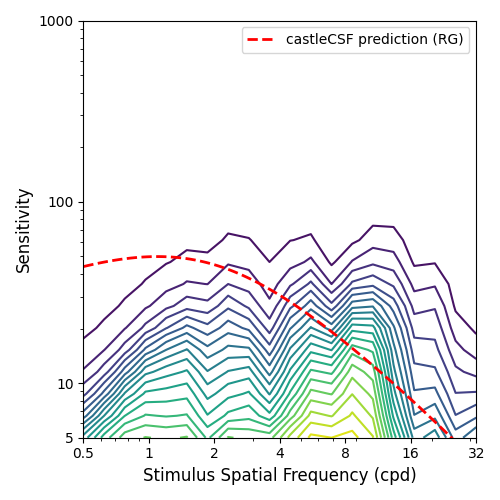 1000
castleCSF prediction (RG)
100
10
5
Sensitivity
0.5 1 2 4 8 16 32
Stimulus Spatial Frequency (cpd)